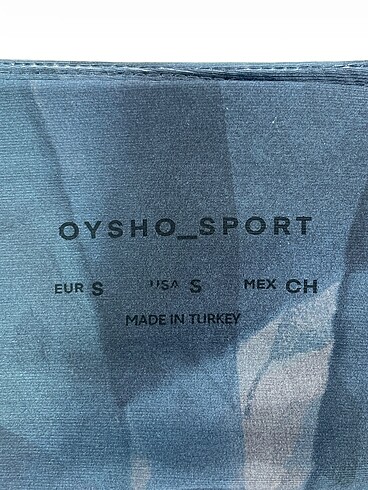 OYSHO_SPORT
EUR S USA S MEX CH
MADE IN TURKEY